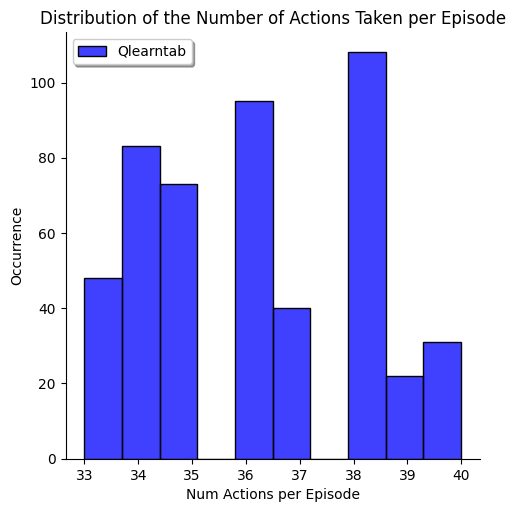 Distribution of the Number of Actions Taken per Episode
Qlearntab
100
80
60
40
20
0
Occurrence
33 34 35 36 37 38 39 40
Num Actions per Episode